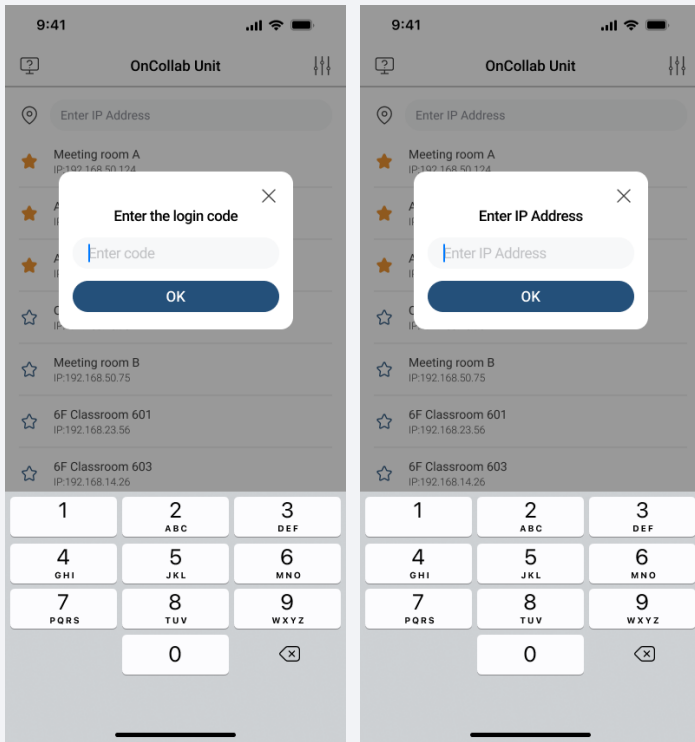 9:41
OnCollab Unit
Enter IP Address
Meeting room A
IP:192.168.50.124
Enter the login code
Enter code
OK
Meeting room B
IP:192.168.50.75
6F Classroom 601
IP:192.168.23.56
6F Classroom 603
IP:192.168.14.26
1
2
ABC
3
DEF
4
GHI
5
JKL
6
MNO
7
PQRS
8
TUV
9
WXYZ
0
9:41
OnCollab Unit
Enter IP Address
Meeting room A
IP:192.168.50.124
Enter IP Address
Enter IP Address
OK
Meeting room B
IP:192.168.50.75
6F Classroom 601
IP:192.168.23.56
6F Classroom 603
IP:192.168.14.26
1
2
ABC
3
DEF
4
GHI
5
JKL
6
MNO
7
PQRS
8
TUV
9
WXYZ
0